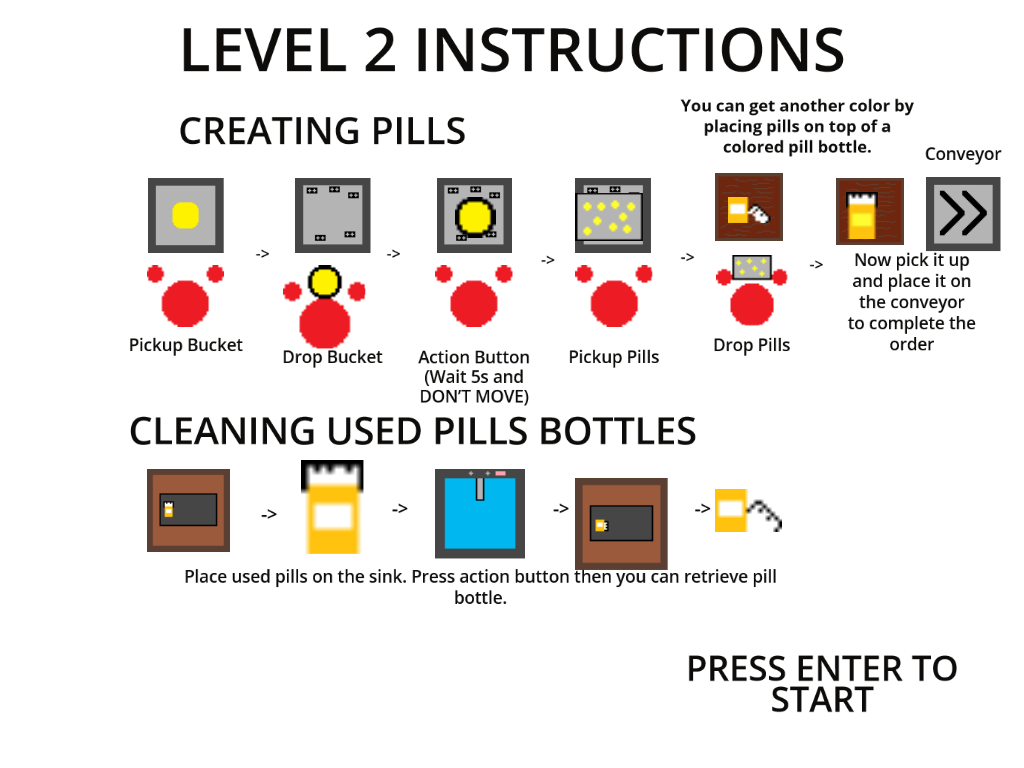 LEVEL 2 INSTRUCTIONS
You can get another color by
placing pills on top of a
colored pill bottle.
CREATING PILLS
Conveyor
->
->
->
->
->
Pickup Bucket
Drop Bucket
Action Button
(Wait 5s and
DON'T MOVE)
Pickup Pills
Drop Pills
Now pick it up
and place it on
the conveyor
to complete the
order
CLEANING USED PILLS BOTTLES
->
->
->
->
Place used pills on the sink. Press action button then you can retrieve pill
bottle.
PRESS ENTER TO
START